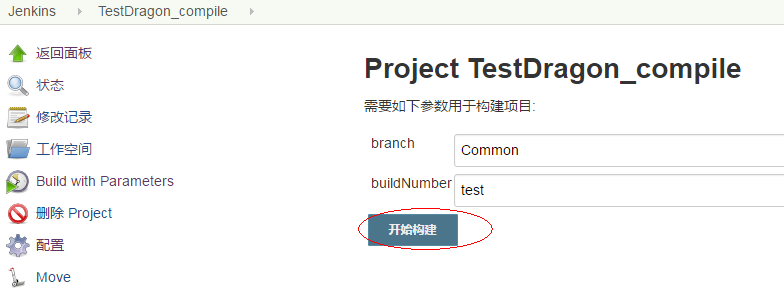 Jenkins TestDragon_compile
返回面板
状态
修改记录
工作空间
Build with Parameters
删除 Project
配置
Move
Project TestDragon_compile
需要如下参数用于构建项目:
branch Common
buildNumber test
开始构建